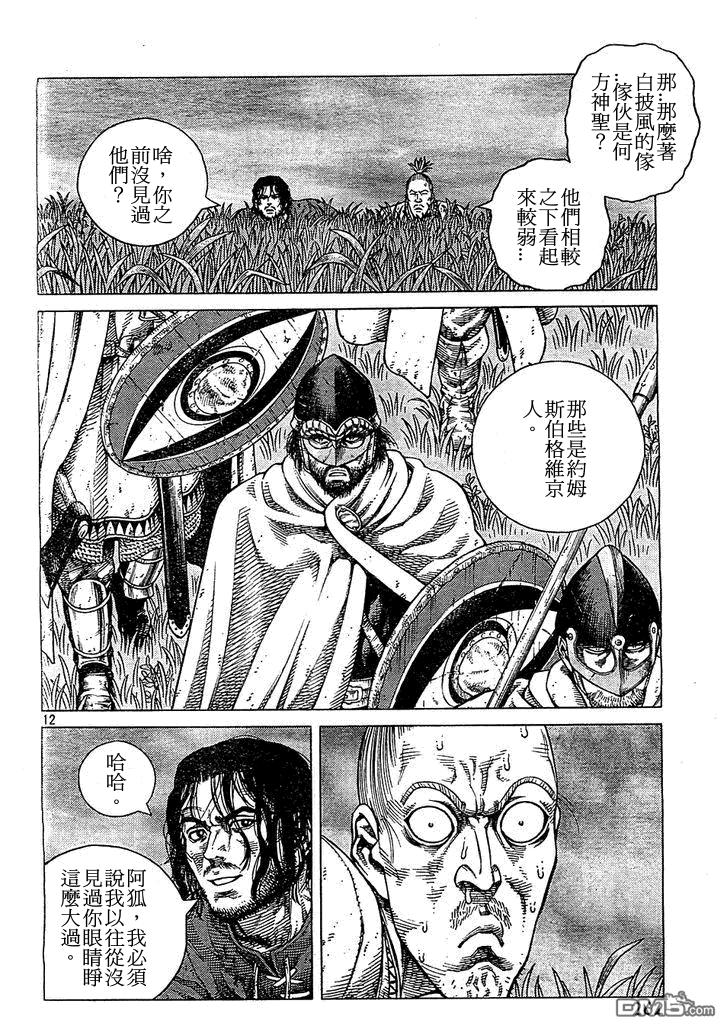 那…那麼著
白披風的傢
…傢伙是何
方神聖？
他們相較
之下看起
來較弱…
啥，你之
前沒見過
他們？
那些是約姆
斯伯格維京
人。
12
哈哈。
阿狐，我必須
說我以往從沒
見過你眼睛睜
這麼大過。